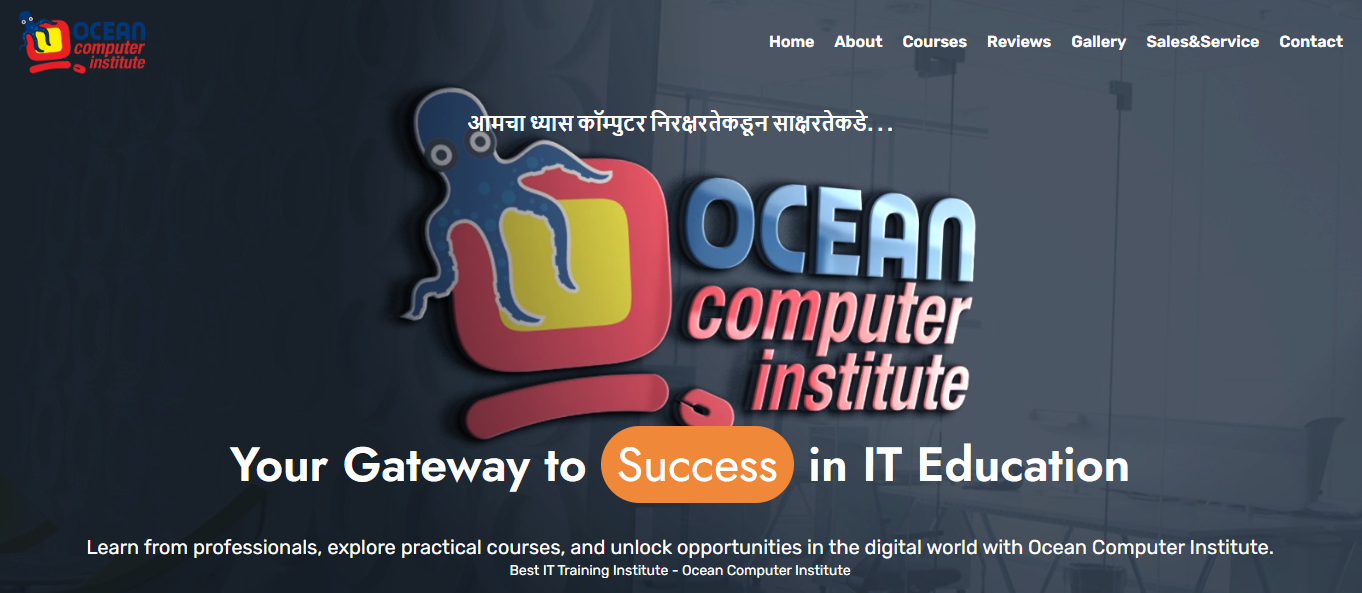 OCEAN
computer
institute
Home About Courses Reviews Gallery Sales&Service Contact
आमचा ध्यास कॉम्पुटर निरक्षरतेकडून साक्षरतेकडे...
OCEAN
computer
institute
Your Gateway to Success in IT Education
Learn from professionals, explore practical courses, and unlock opportunities in the digital world with Ocean Computer Institute.
Best IT Training Institute - Ocean Computer Institute